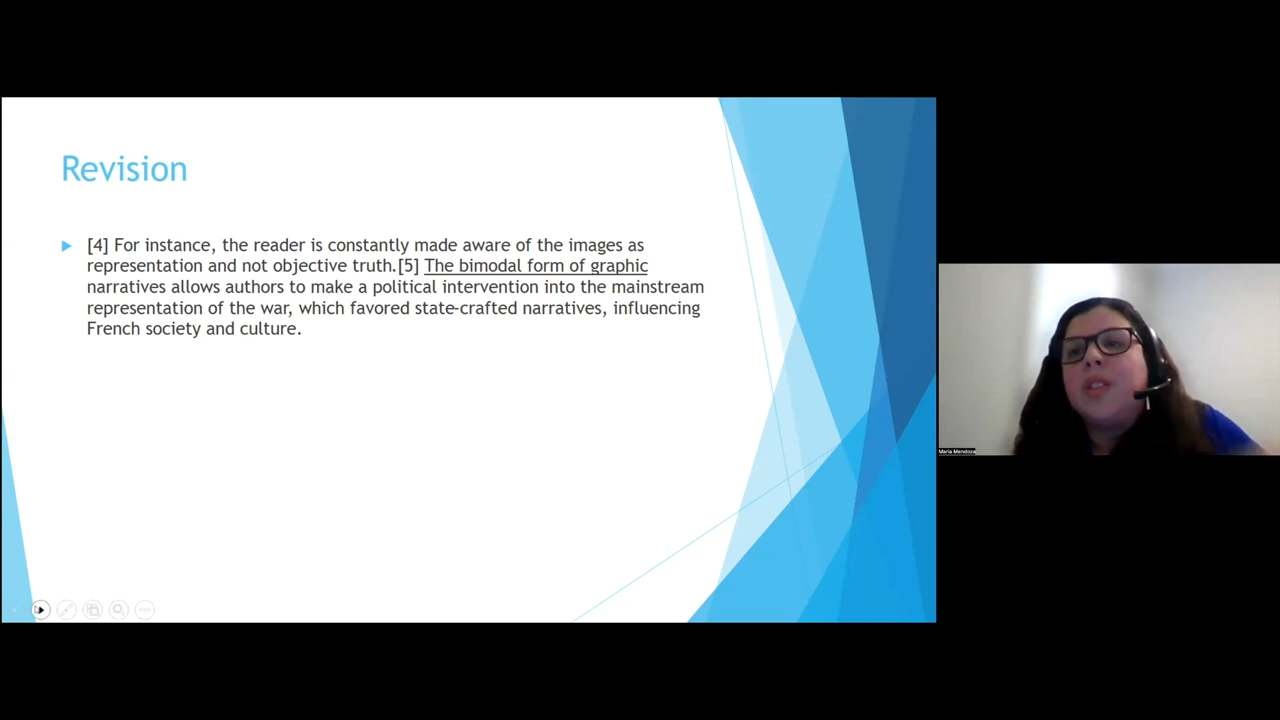 Revision
[4] For instance, the reader is constantly made aware of the images as
representation and not objective truth.[5] The bimodal form of graphic
narratives allows authors to make a political intervention into the mainstream
representation of the war, which favored state-crafted narratives, influencing
French society and culture.
Maria Mendoza